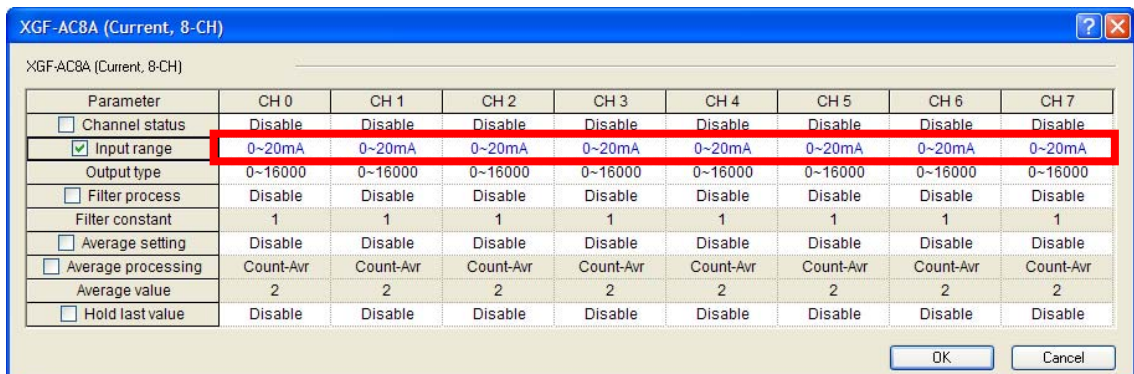 XGF-AC8A (Current, 8-CH)
XGF-AC8A (Current, 8-CH)
Parameter CH 0 CH 1 CH 2 CH 3 CH 4 CH 5 CH 6 CH 7
Channel status Disable Disable Disable Disable Disable Disable Disable Disable
Input range 0~20mA 0~20mA 0~20mA 0~20mA 0~20mA 0~20mA 0~20mA 0~20mA
Output type 0~16000 0~16000 0~16000 0~16000 0~16000 0~16000 0~16000 0~16000
Filter process Disable Disable Disable Disable Disable Disable Disable Disable
Filter constant 1 1 1 1 1 1 1 1
Average setting Disable Disable Disable Disable Disable Disable Disable Disable
Average processing Count-Avr Count-Avr Count-Avr Count-Avr Count-Avr Count-Avr Count-Avr Count-Avr
Average value 2 2 2 2 2 2 2 2
Hold last value Disable Disable Disable Disable Disable Disable Disable Disable
OK Cancel